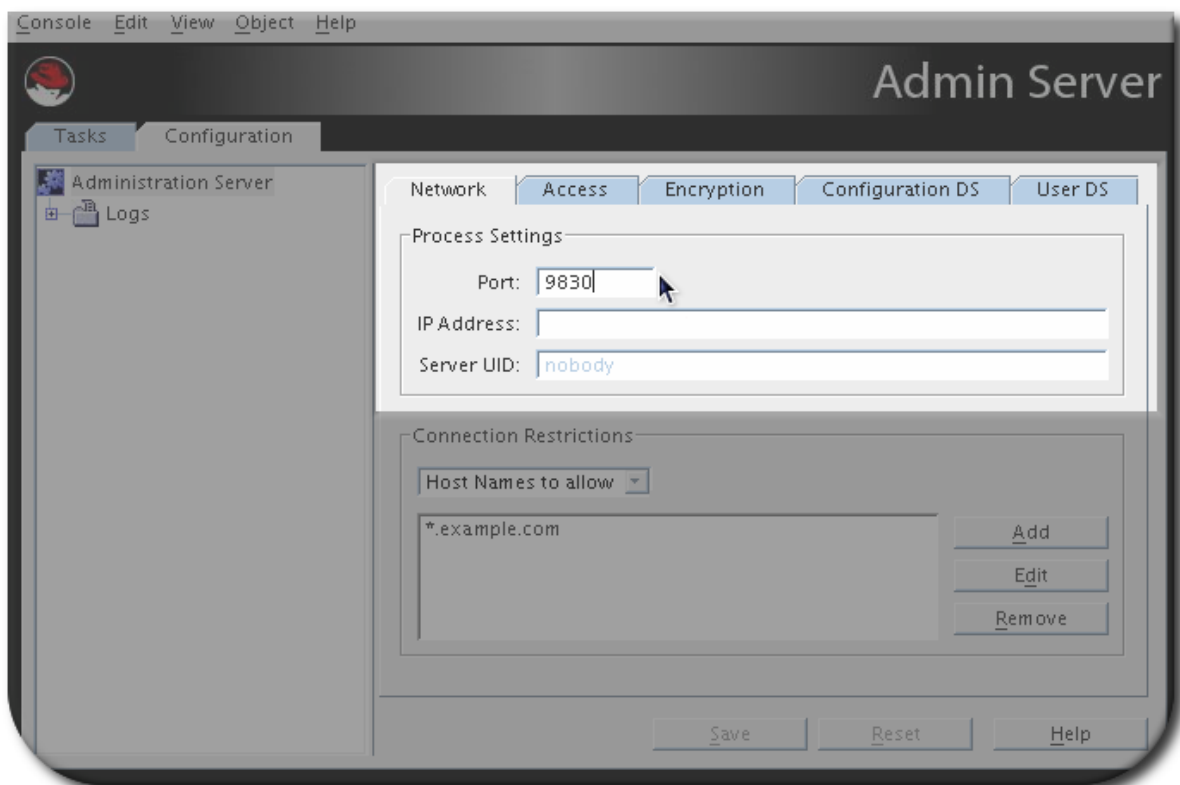 Console Edit View Object Help
Admin Server
Tasks Configuration
Administration Server
Logs
Network Access Encryption Configuration DS User DS
Process Settings
Port: 9830
IP Address:
Server UID: nobody
Connection Restrictions
Host Names to allow
*.example.com
Add
Edit
Remove
Save Reset Help